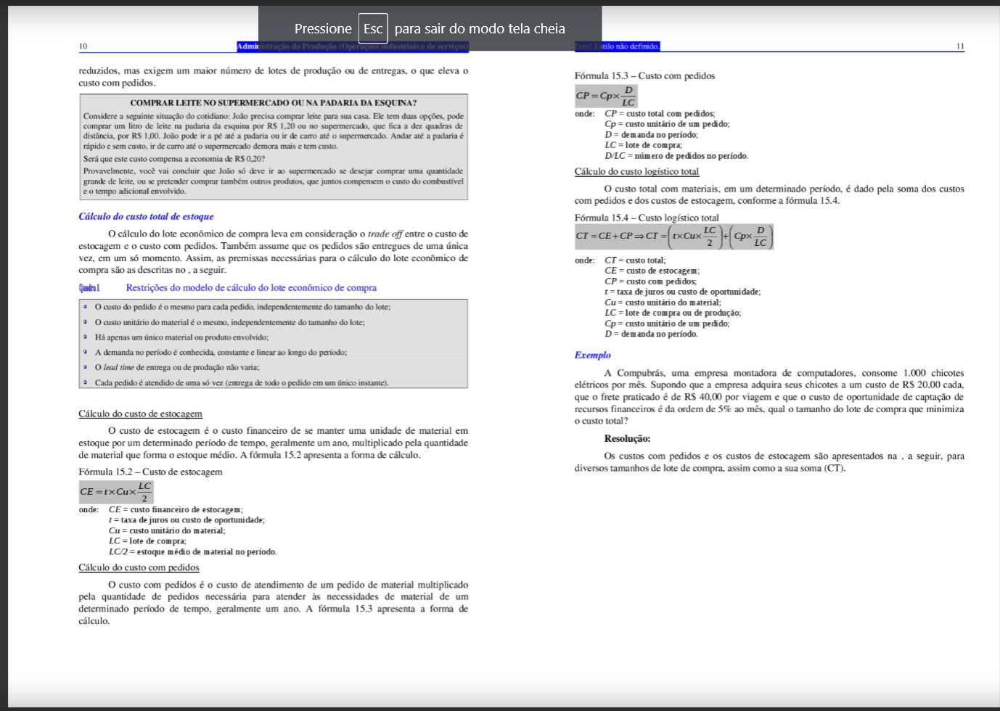 Pressione Esc para sair do modo tela cheia
10 Administração da Produção (Operações industriais e de serviços)
reduzidos, mas exigem um maior número de lotes de produção ou de entregas, o que eleva o
custo com pedidos.
COMPRAR LEITE NO SUPERMERCADO OU NA PADARIA DA ESQUINA?
Considere a seguinte situação do cotidiano: João precisa comprar leite para sua casa. Ele tem duas opções, pode
comprar um litro de leite na padaria da esquina por R$ 1,20 ou no supermercado, que fica a dez quadras de
distância, por R$ 1,00. João pode ir a pé até a padaria ou ir de carro até o supermercado. Andar até a padaria é
rápido e sem custo, ir de carro até o supermercado demora mais e tem custo.
Será que este custo compensa a economia de R$ 0,20?
Provavelmente, você vai concluir que João só deve ir ao supermercado se desejar comprar uma quantidade
grande de leite, ou se pretender comprar também outros produtos, que juntos compensem o custo do combustível
e o tempo adicional envolvido.
Cálculo do custo total de estoque
O cálculo do lote econômico de compra leva em consideração o trade off entre o custo de
estocagem e o custo com pedidos. Também assume que os pedidos são entregues de uma única
vez, em um só momento. Assim, as premissas necessárias para o cálculo do lote econômico de
compra são as descritas no , a seguir.
Quadro 1 Restrições do modelo de cálculo do lote econômico de compra
O custo do pedido é o mesmo para cada pedido, independentemente do tamanho do lote;
O custo unitário do material é o mesmo, independentemente do tamanho do lote;
Há apenas um único material ou produto envolvido;
A demanda no período é conhecida, constante e linear ao longo do período;
O lead time de entrega ou de produção não varia;
Cada pedido é atendido de uma só vez (entrega de todo o pedido em um único instante).
Cálculo do custo de estocagem
O custo de estocagem é o custo financeiro de se manter uma unidade de material em
estoque por um determinado período de tempo, geralmente um ano, multiplicado pela quantidade
de material que forma o estoque médio. A fórmula 15.2 apresenta a forma de cálculo.
Fórmula 15.2 – Custo de estocagem
CE = t × Cu × LC/2
onde: CE = custo financeiro de estocagem;
t = taxa de juros ou custo de oportunidade;
Cu = custo unitário do material;
LC = lote de compra;
LC/2 = estoque médio de material no período.
Cálculo do custo com pedidos
O custo com pedidos é o custo de atendimento de um pedido de material multiplicado
pela quantidade de pedidos necessária para atender às necessidades de material de um
determinado período de tempo, geralmente um ano. A fórmula 15.3 apresenta a forma de
cálculo.
Erro! Estilo não definido. 11
Fórmula 15.3 – Custo com pedidos
CP = Cp × D/LC
onde: CP = custo total com pedidos;
Cp = custo unitário de um pedido;
D = demanda no período;
LC = lote de compra;
D/LC = número de pedidos no período.
Cálculo do custo logístico total
O custo total com materiais, em um determinado período, é dado pela soma dos custos
com pedidos e dos custos de estocagem, conforme a fórmula 15.4.
Fórmula 15.4 – Custo logístico total
CT = CE + CP ⇒ CT = (t × Cu × LC/2) + (Cp × D/LC)
onde: CT = custo total;
CE = custo de estocagem;
CP = custo com pedidos;
t = taxa de juros ou custo de oportunidade;
Cu = custo unitário do material;
LC = lote de compra ou de produção;
Cp = custo unitário de um pedido;
D = demanda no período.
Exemplo
A Compubrás, uma empresa montadora de computadores, consome 1.000 chicotes
elétricos por mês. Supondo que a empresa adquira seus chicotes a um custo de R$ 20,00 cada,
que o frete praticado é de R$ 40,00 por viagem e que o custo de oportunidade de captação de
recursos financeiros é da ordem de 5% ao mês, qual o tamanho do lote de compra que minimiza
o custo total?
Resolução:
Os custos com pedidos e os custos de estocagem são apresentados na , a seguir, para
diversos tamanhos de lote de compra, assim como a sua soma (CT).